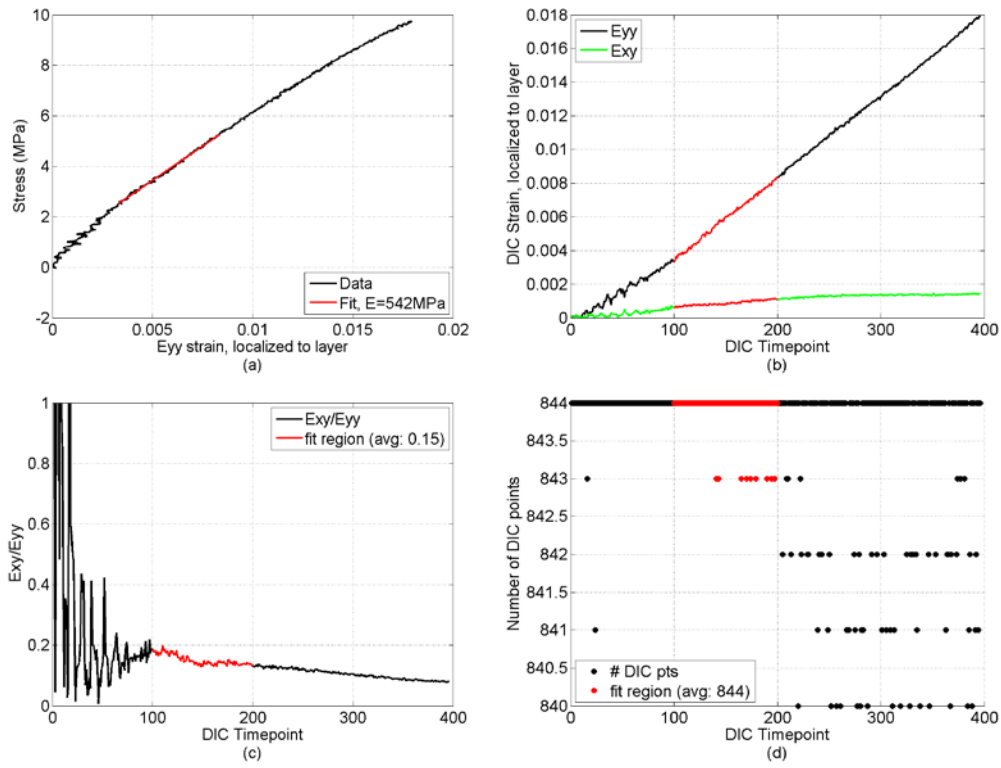 10
8
6
4
2
0
-2
Stress (MPa)
Data
Fit, E=542MPa
0
0.005
0.01
0.015
0.02
Eyy strain, localized to layer
(a)
0.018
0.016
0.014
0.012
0.01
0.008
0.006
0.004
0.002
0
DIC Strain, localized to layer
Eyy
Exy
0
100
200
300
400
DIC Timepoint
(b)
1
0.8
0.6
0.4
0.2
0
Exy/Eyy
Exy/Eyy
fit region (avg: 0.15)
0
100
200
300
400
DIC Timepoint
(c)
844
843.5
843
842.5
842
841.5
841
840.5
840
Number of DIC points
# DIC pts
fit region (avg: 844)
0
100
200
300
400
DIC Timepoint
(d)